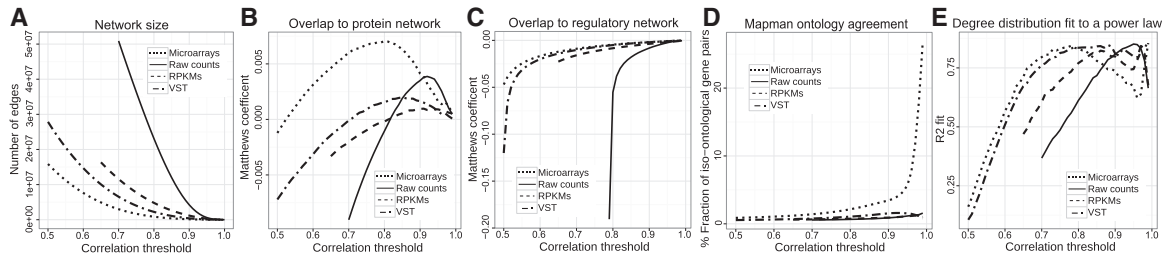 A
Network size
Number of edges
5e+07
4e+07
3e+07
2e+07
1e+07
0e+00
Microarrays
Raw counts
RPKMs
VST
0.5 0.6 0.7 0.8 0.9 1.0
Correlation threshold
B
Overlap to protein network
Matthews coefficent
0.005
0.000
−0.005
Microarrays
Raw counts
RPKMs
VST
0.5 0.6 0.7 0.8 0.9 1.0
Correlation threshold
C
Overlap to regulatory network
Matthews coefficent
0.00
−0.05
−0.10
−0.15
−0.20
Microarrays
Raw counts
RPKMs
VST
0.5 0.6 0.7 0.8 0.9 1.0
Correlation threshold
D
Mapman ontology agreement
% Fraction of iso−ontological gene pairs
20
10
0
Microarrays
Raw counts
RPKMs
VST
0.5 0.6 0.7 0.8 0.9 1.0
Correlation threshold
E
Degree distribution fit to a power law
R2 fit
0.75
0.50
0.25
Microarrays
Raw counts
RPKMs
VST
0.5 0.6 0.7 0.8 0.9 1.0
Correlation threshold